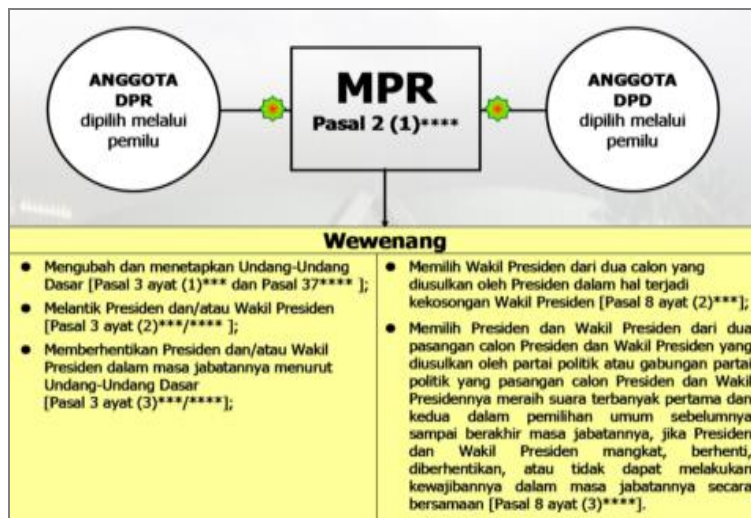 ANGGOTA
DPR
dipilih melalui
pemilu
MPR
Pasal 2 (1)****
ANGGOTA
DPD
dipilih melalui
pemilu
Wewenang
● Mengubah dan menetapkan Undang-Undang
Dasar [Pasal 3 ayat (1)*** dan Pasal 37**** ];
● Melantik Presiden dan/atau Wakil Presiden
[Pasal 3 ayat (2)***/**** ];
● Memberhentikan Presiden dan/atau Wakil
Presiden dalam masa jabatannya menurut
Undang-Undang Dasar
[Pasal 3 ayat (3)***/****];
● Memilih Wakil Presiden dari dua calon yang
diusulkan oleh Presiden dalam hal terjadi
kekosongan Wakil Presiden [Pasal 8 ayat (2)***];
● Memilih Presiden dan Wakil Presiden dari dua
pasangan calon Presiden dan Wakil Presiden yang
diusulkan oleh partai politik atau gabungan partai
politik yang pasangan calon Presiden dan Wakil
Presidennya meraih suara terbanyak pertama dan
kedua dalam pemilihan umum sebelumnya
sampai berakhir masa jabatannya, jika Presiden
dan Wakil Presiden mangkat, berhenti,
diberhentikan, atau tidak dapat melakukan
kewajibannya dalam masa jabatannya secara
bersamaan [Pasal 8 ayat (3)****].